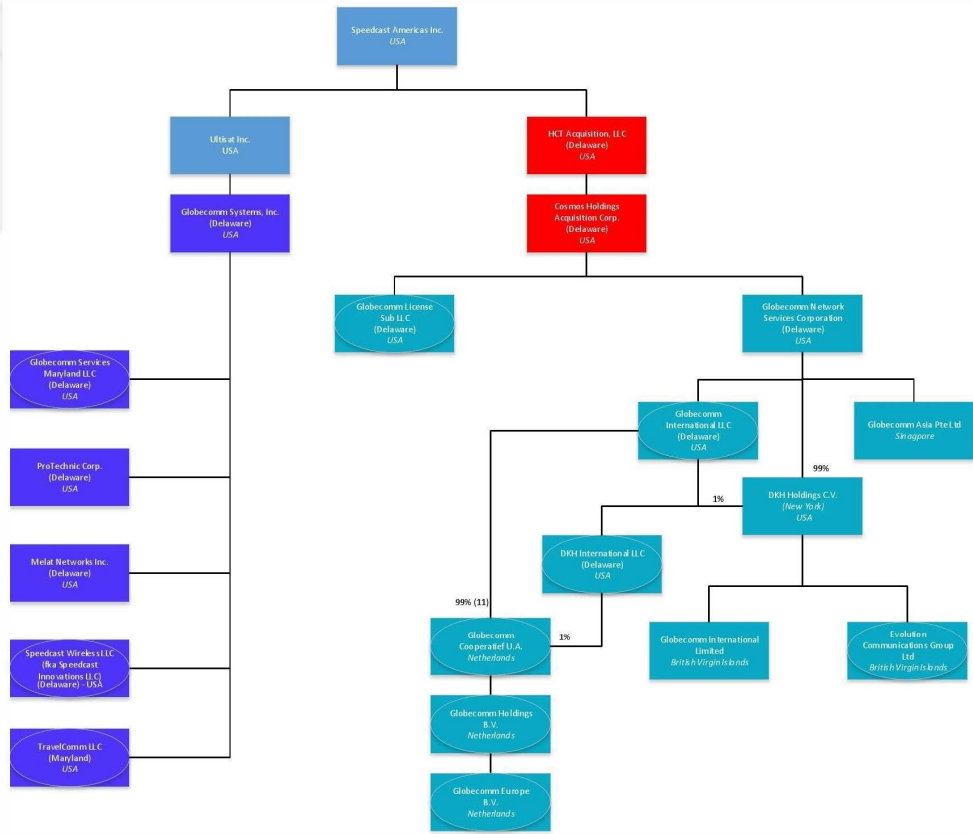 Speedcast Americas Inc.
USA
Ultisat Inc.
USA
HCT Acquisition, LLC
(Delaware)
USA
Globecomm Systems, Inc.
(Delaware)
USA
Cosmos Holdings
Acquisition Corp.
(Delaware)
USA
Globecomm License
Sub LLC
(Delaware)
USA
Globecomm Network
Services Corporation
(Delaware)
USA
Globecomm Services
Maryland LLC
(Delaware)
USA
Globecomm
International LLC
(Delaware)
USA
Globecomm Asia Pte Ltd
Sinagpore
ProTechnic Corp.
(Delaware)
USA
99%
1%
DKH Holdings C.V.
(New York)
USA
Melat Networks Inc.
(Delaware)
USA
DKH International LLC
(Delaware)
USA
99% (11)
1%
Speedcast Wireless LLC
(fka Speedcast
Innovations LLC)
(Delaware) - USA
Globecomm
Cooperatief U.A.
Netherlands
Globecomm International
Limited
British Virgin Islands
Evolution
Communications Group
Ltd
British Virgin Islands
TravelComm LLC
(Maryland)
USA
Globecomm Holdings
B.V.
Netherlands
Globecomm Europe
B.V.
Netherlands